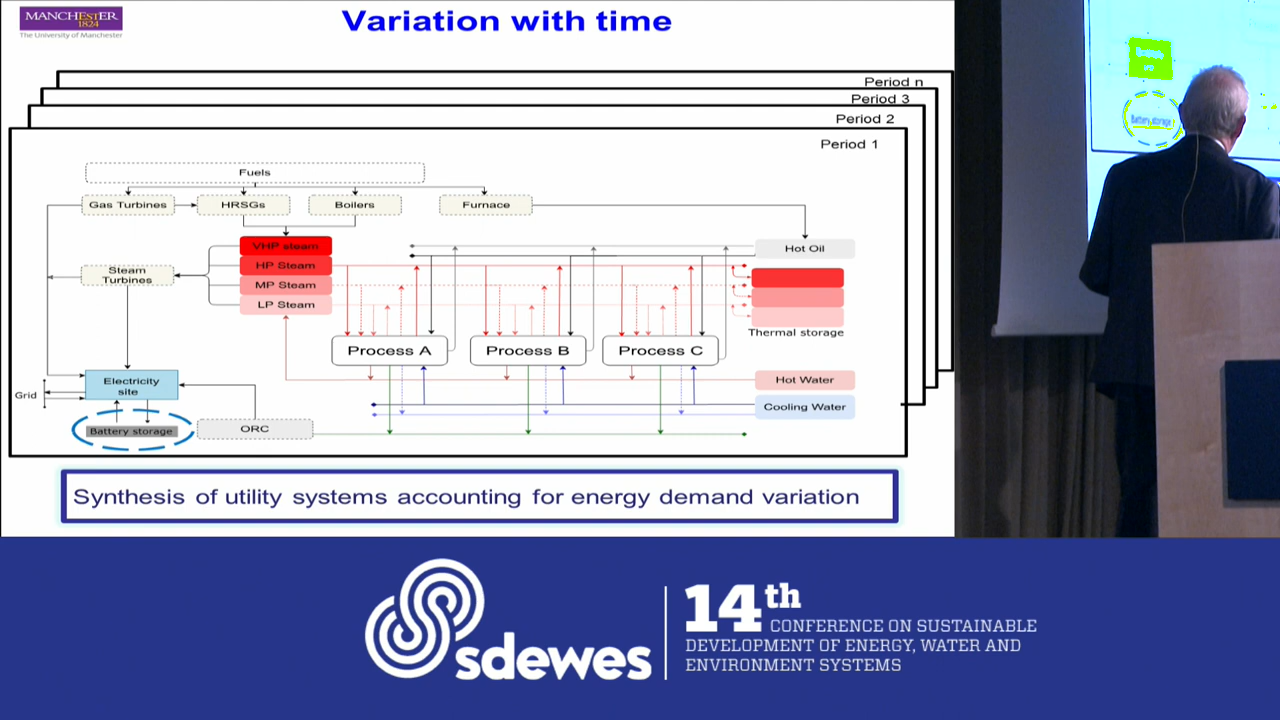 MANCHESTER
1824
The University of Manchester
Variation with time
Period n
Period 3
Period 2
Period 1
Fuels
Gas Turbines
HRSGs
Boilers
Furnace
VHP steam
HP Steam
MP Steam
LP Steam
Steam
Turbines
Hot Oil
Thermal storage
Process A
Process B
Process C
Hot Water
Cooling Water
Electricity
site
Grid
Battery storage
ORC
Synthesis of utility systems accounting for energy demand variation
Battery storage
sdewes
14th
CONFERENCE ON SUSTAINABLE
DEVELOPMENT OF ENERGY, WATER AND
ENVIRONMENT SYSTEMS